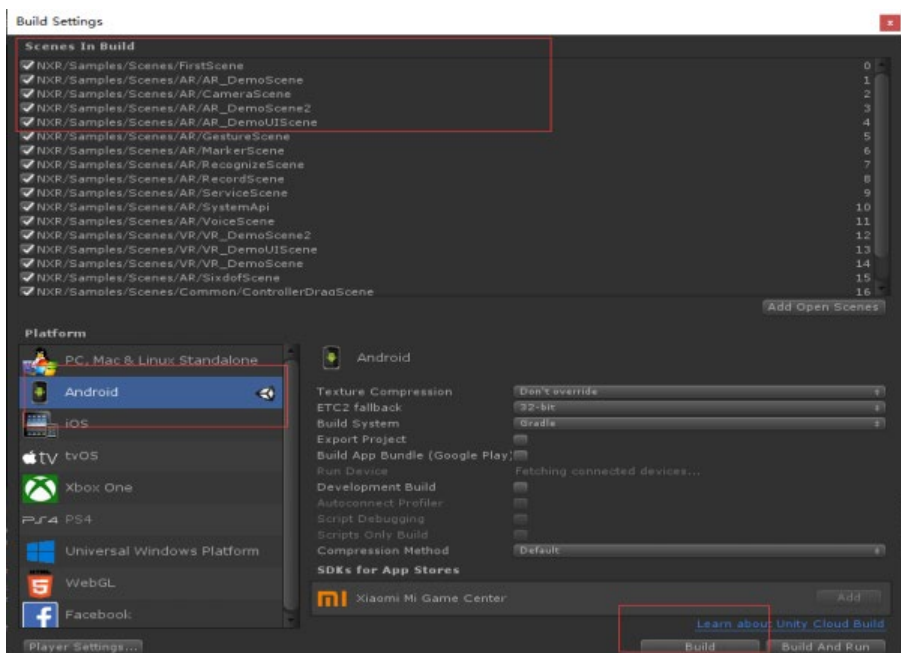 Build Settings
Scenes In Build
NXR/Samples/Scenes/FirstScene 0
NXR/Samples/Scenes/AR/AR_DemoScene 1
NXR/Samples/Scenes/AR/CameraScene 2
NXR/Samples/Scenes/AR/AR_DemoScene2 3
NXR/Samples/Scenes/AR/AR_DemoUIScene 4
NXR/Samples/Scenes/AR/GestureScene 5
NXR/Samples/Scenes/AR/MarkerScene 6
NXR/Samples/Scenes/AR/RecognizeScene 7
NXR/Samples/Scenes/AR/RecordScene 8
NXR/Samples/Scenes/AR/ServiceScene 9
NXR/Samples/Scenes/AR/SystemApi 10
NXR/Samples/Scenes/AR/VoiceScene 11
NXR/Samples/Scenes/VR/VR_DemoScene2 12
NXR/Samples/Scenes/VR/VR_DemoUIScene 13
NXR/Samples/Scenes/VR/VR_DemoScene 14
NXR/Samples/Scenes/AR/SixdofScene 15
NXR/Samples/Scenes/Common/ControllerDragScene 16
Add Open Scenes
Platform
PC, Mac & Linux Standalone
Android
iOS
tv tvOS
Xbox One
PS4 PS4
Universal Windows Platform
HTML
5 WebGL
f Facebook
Player Settings...
Android
Texture Compression Don't override
ETC2 fallback 32-bit
Build System Gradle
Export Project
Build App Bundle (Google Play)
Run Device Fetching connected devices...
Development Build
Autoconnect Profiler
Script Debugging
Scripts Only Build
Compression Method Default
SDKs for App Stores
mi Xiaomi Mi Game Center Add
Learn about Unity Cloud Build
Build Build And Run